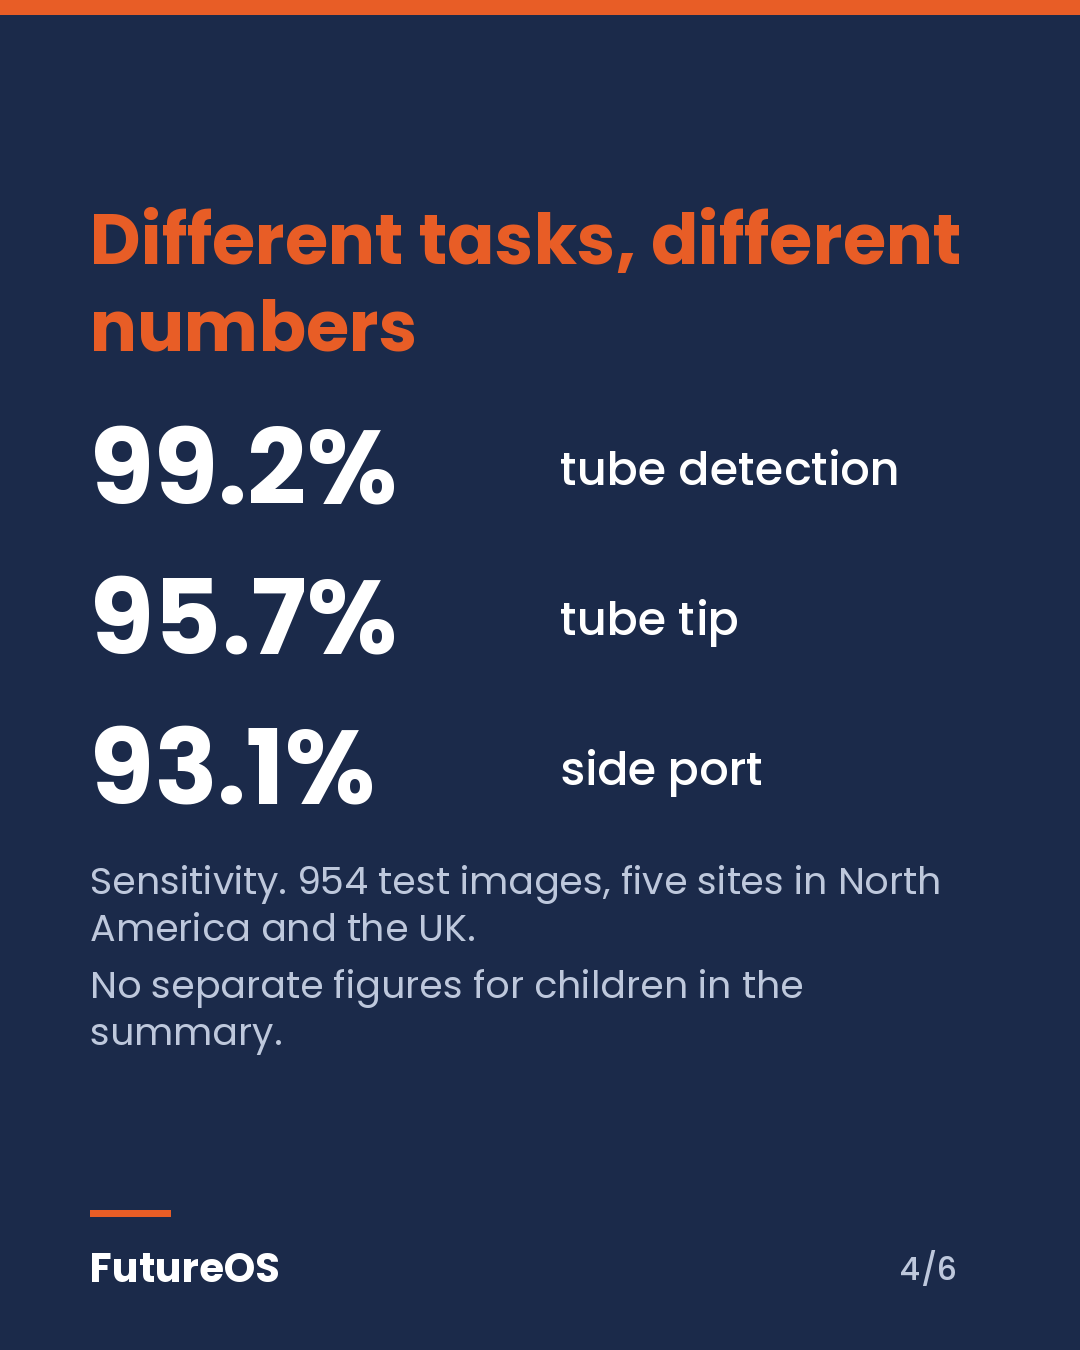 Different tasks, different
numbers
99.2% tube detection
95.7% tube tip
93.1% side port
Sensitivity. 954 test images, five sites in North
America and the UK.
No separate figures for children in the
summary.
FutureOS 4/6